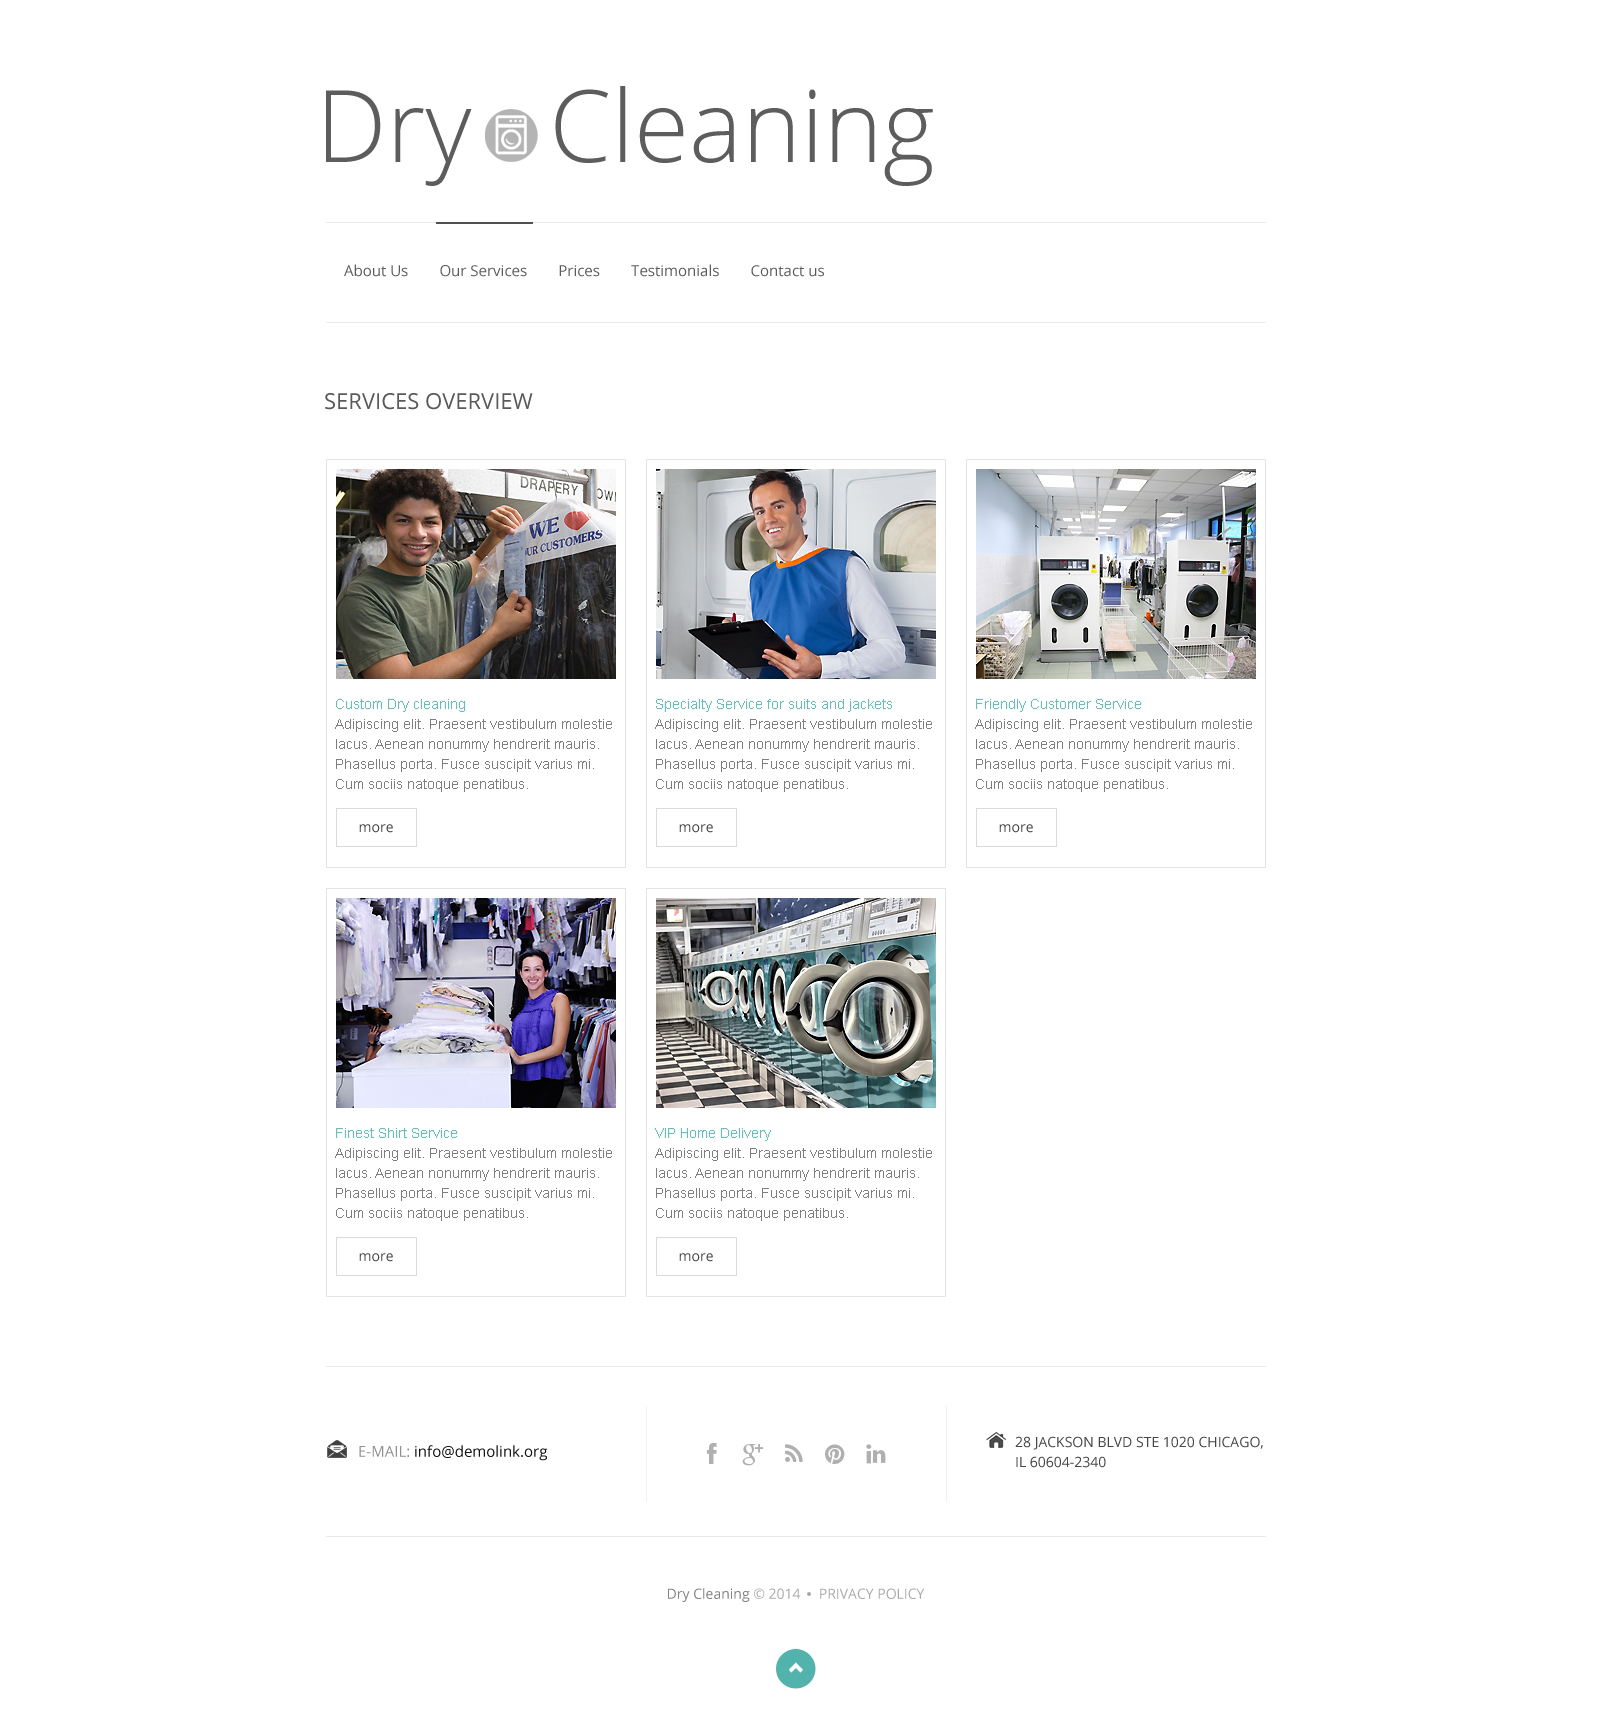 Dry Cleaning
About Us Our Services Prices Testimonials Contact us
SERVICES OVERVIEW
DRAPERY
WE
UR CUSTOMERS
Custom Dry cleaning
Adipiscing elit. Praesent vestibulum molestie
lacus. Aenean nonummy hendrerit mauris.
Phasellus porta. Fusce suscipit varius mi.
Cum sociis natoque penatibus.
more
Specialty Service for suits and jackets
Adipiscing elit. Praesent vestibulum molestie
lacus. Aenean nonummy hendrerit mauris.
Phasellus porta. Fusce suscipit varius mi.
Cum sociis natoque penatibus.
more
Friendly Customer Service
Adipiscing elit. Praesent vestibulum molestie
lacus. Aenean nonummy hendrerit mauris.
Phasellus porta. Fusce suscipit varius mi.
Cum sociis natoque penatibus.
more
Finest Shirt Service
Adipiscing elit. Praesent vestibulum molestie
lacus. Aenean nonummy hendrerit mauris.
Phasellus porta. Fusce suscipit varius mi.
Cum sociis natoque penatibus.
more
VIP Home Delivery
Adipiscing elit. Praesent vestibulum molestie
lacus. Aenean nonummy hendrerit mauris.
Phasellus porta. Fusce suscipit varius mi.
Cum sociis natoque penatibus.
more
E-MAIL: info@demolink.org
28 JACKSON BLVD STE 1020 CHICAGO,
IL 60604-2340
Dry Cleaning © 2014 • PRIVACY POLICY